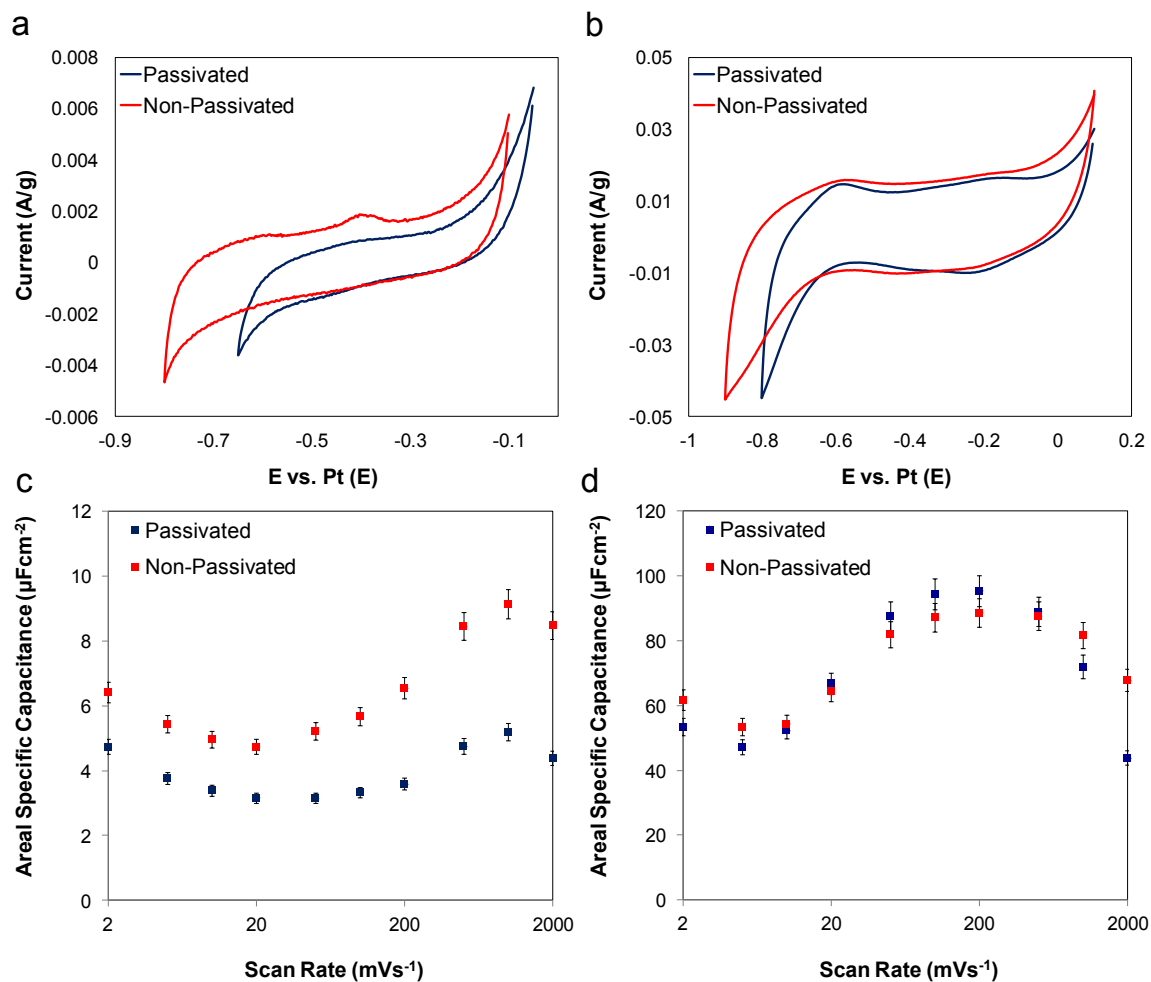 a
0.008
0.006
0.004
0.002
0
-0.002
-0.004
-0.006
Current (A/g)
Passivated
Non-Passivated
-0.9
-0.7
-0.5
-0.3
-0.1
E vs. Pt (E)
b
0.05
0.03
0.01
-0.01
-0.03
-0.05
Current (A/g)
Passivated
Non-Passivated
-1
-0.8
-0.6
-0.4
-0.2
0
0.2
E vs. Pt (E)
c
12
10
8
6
4
2
0
Areal Specific Capacitance (µFcm⁻²)
Passivated
Non-Passivated
2
20
200
2000
Scan Rate (mVs⁻¹)
d
120
100
80
60
40
20
0
Areal Specific Capacitance (µFcm⁻²)
Passivated
Non-Passivated
2
20
200
2000
Scan Rate (mVs⁻¹)